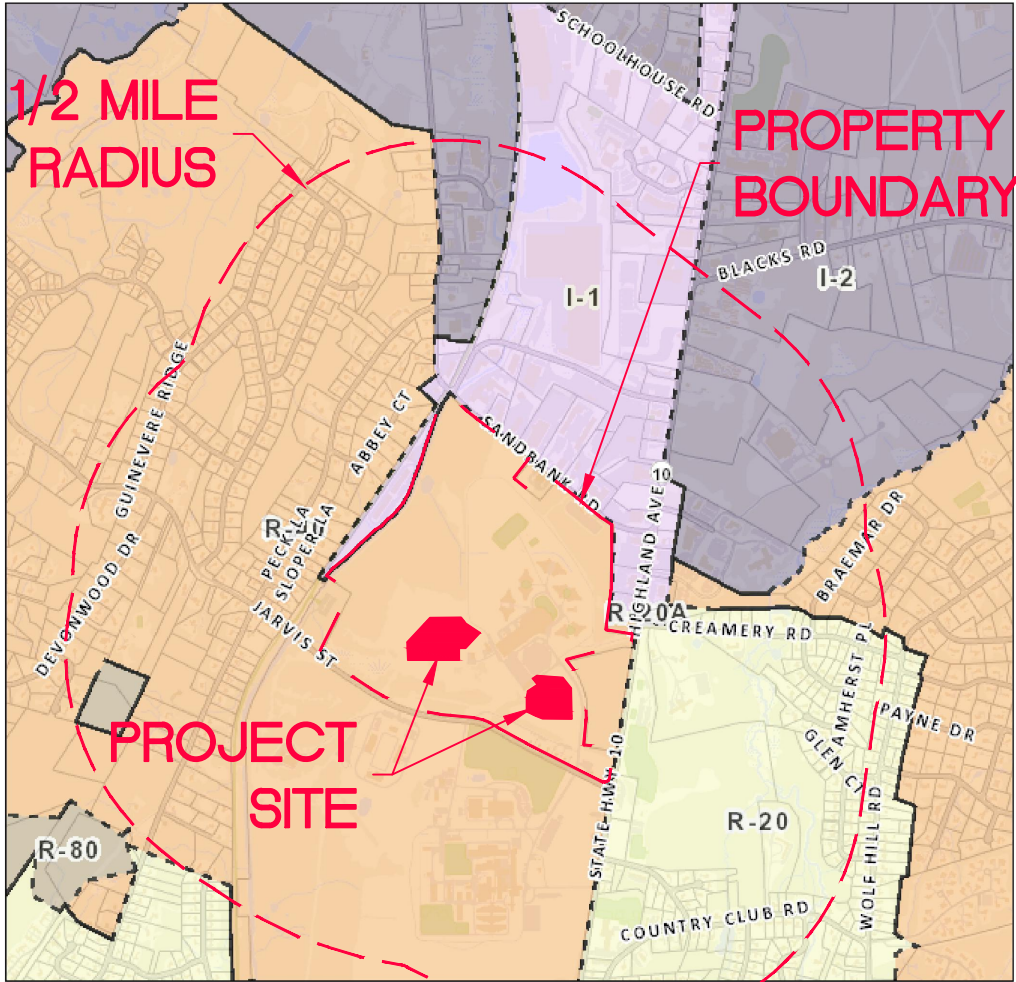 SCHOOLHOUSE RD
1/2 MILE
RADIUS
PROPERTY
BOUNDARY
BLACKS RD
I-2
I-1
GUINEVERE RIDGE
ABBEY CT
SANDBANK RD
10
HIGHLAND AVE
PECK LA
SLOPER LA
DEVONWOOD DR
JARVIS ST
BRAEMAR DR
R-20A
CREAMERY RD
AMHERST PL
PAYNE DR
GLEN CT
PROJECT
SITE
STATE HWY 10
R-20
R-80
WOLF HILL RD
COUNTRY CLUB RD